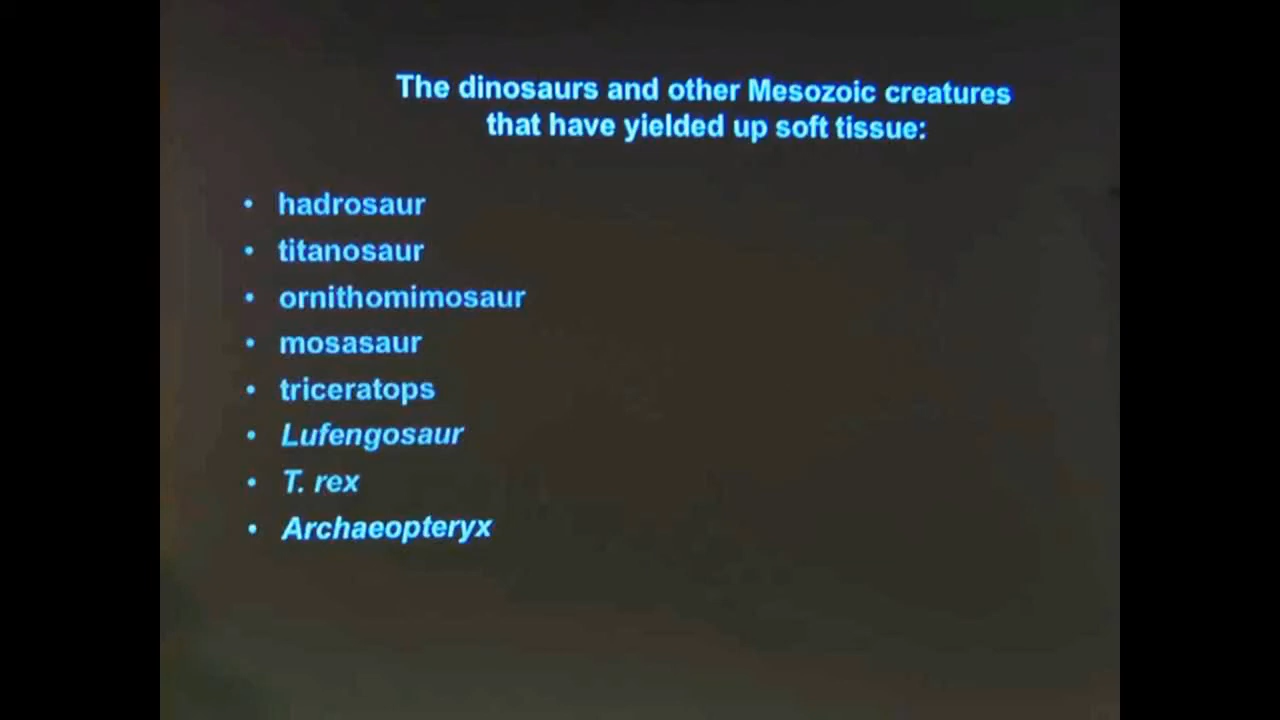 The dinosaurs and other Mesozoic creatures
that have yielded up soft tissue:
• hadrosaur
• titanosaur
• ornithomimosaur
• mosasaur
• triceratops
• Lufengosaur
• T. rex
• Archaeopteryx